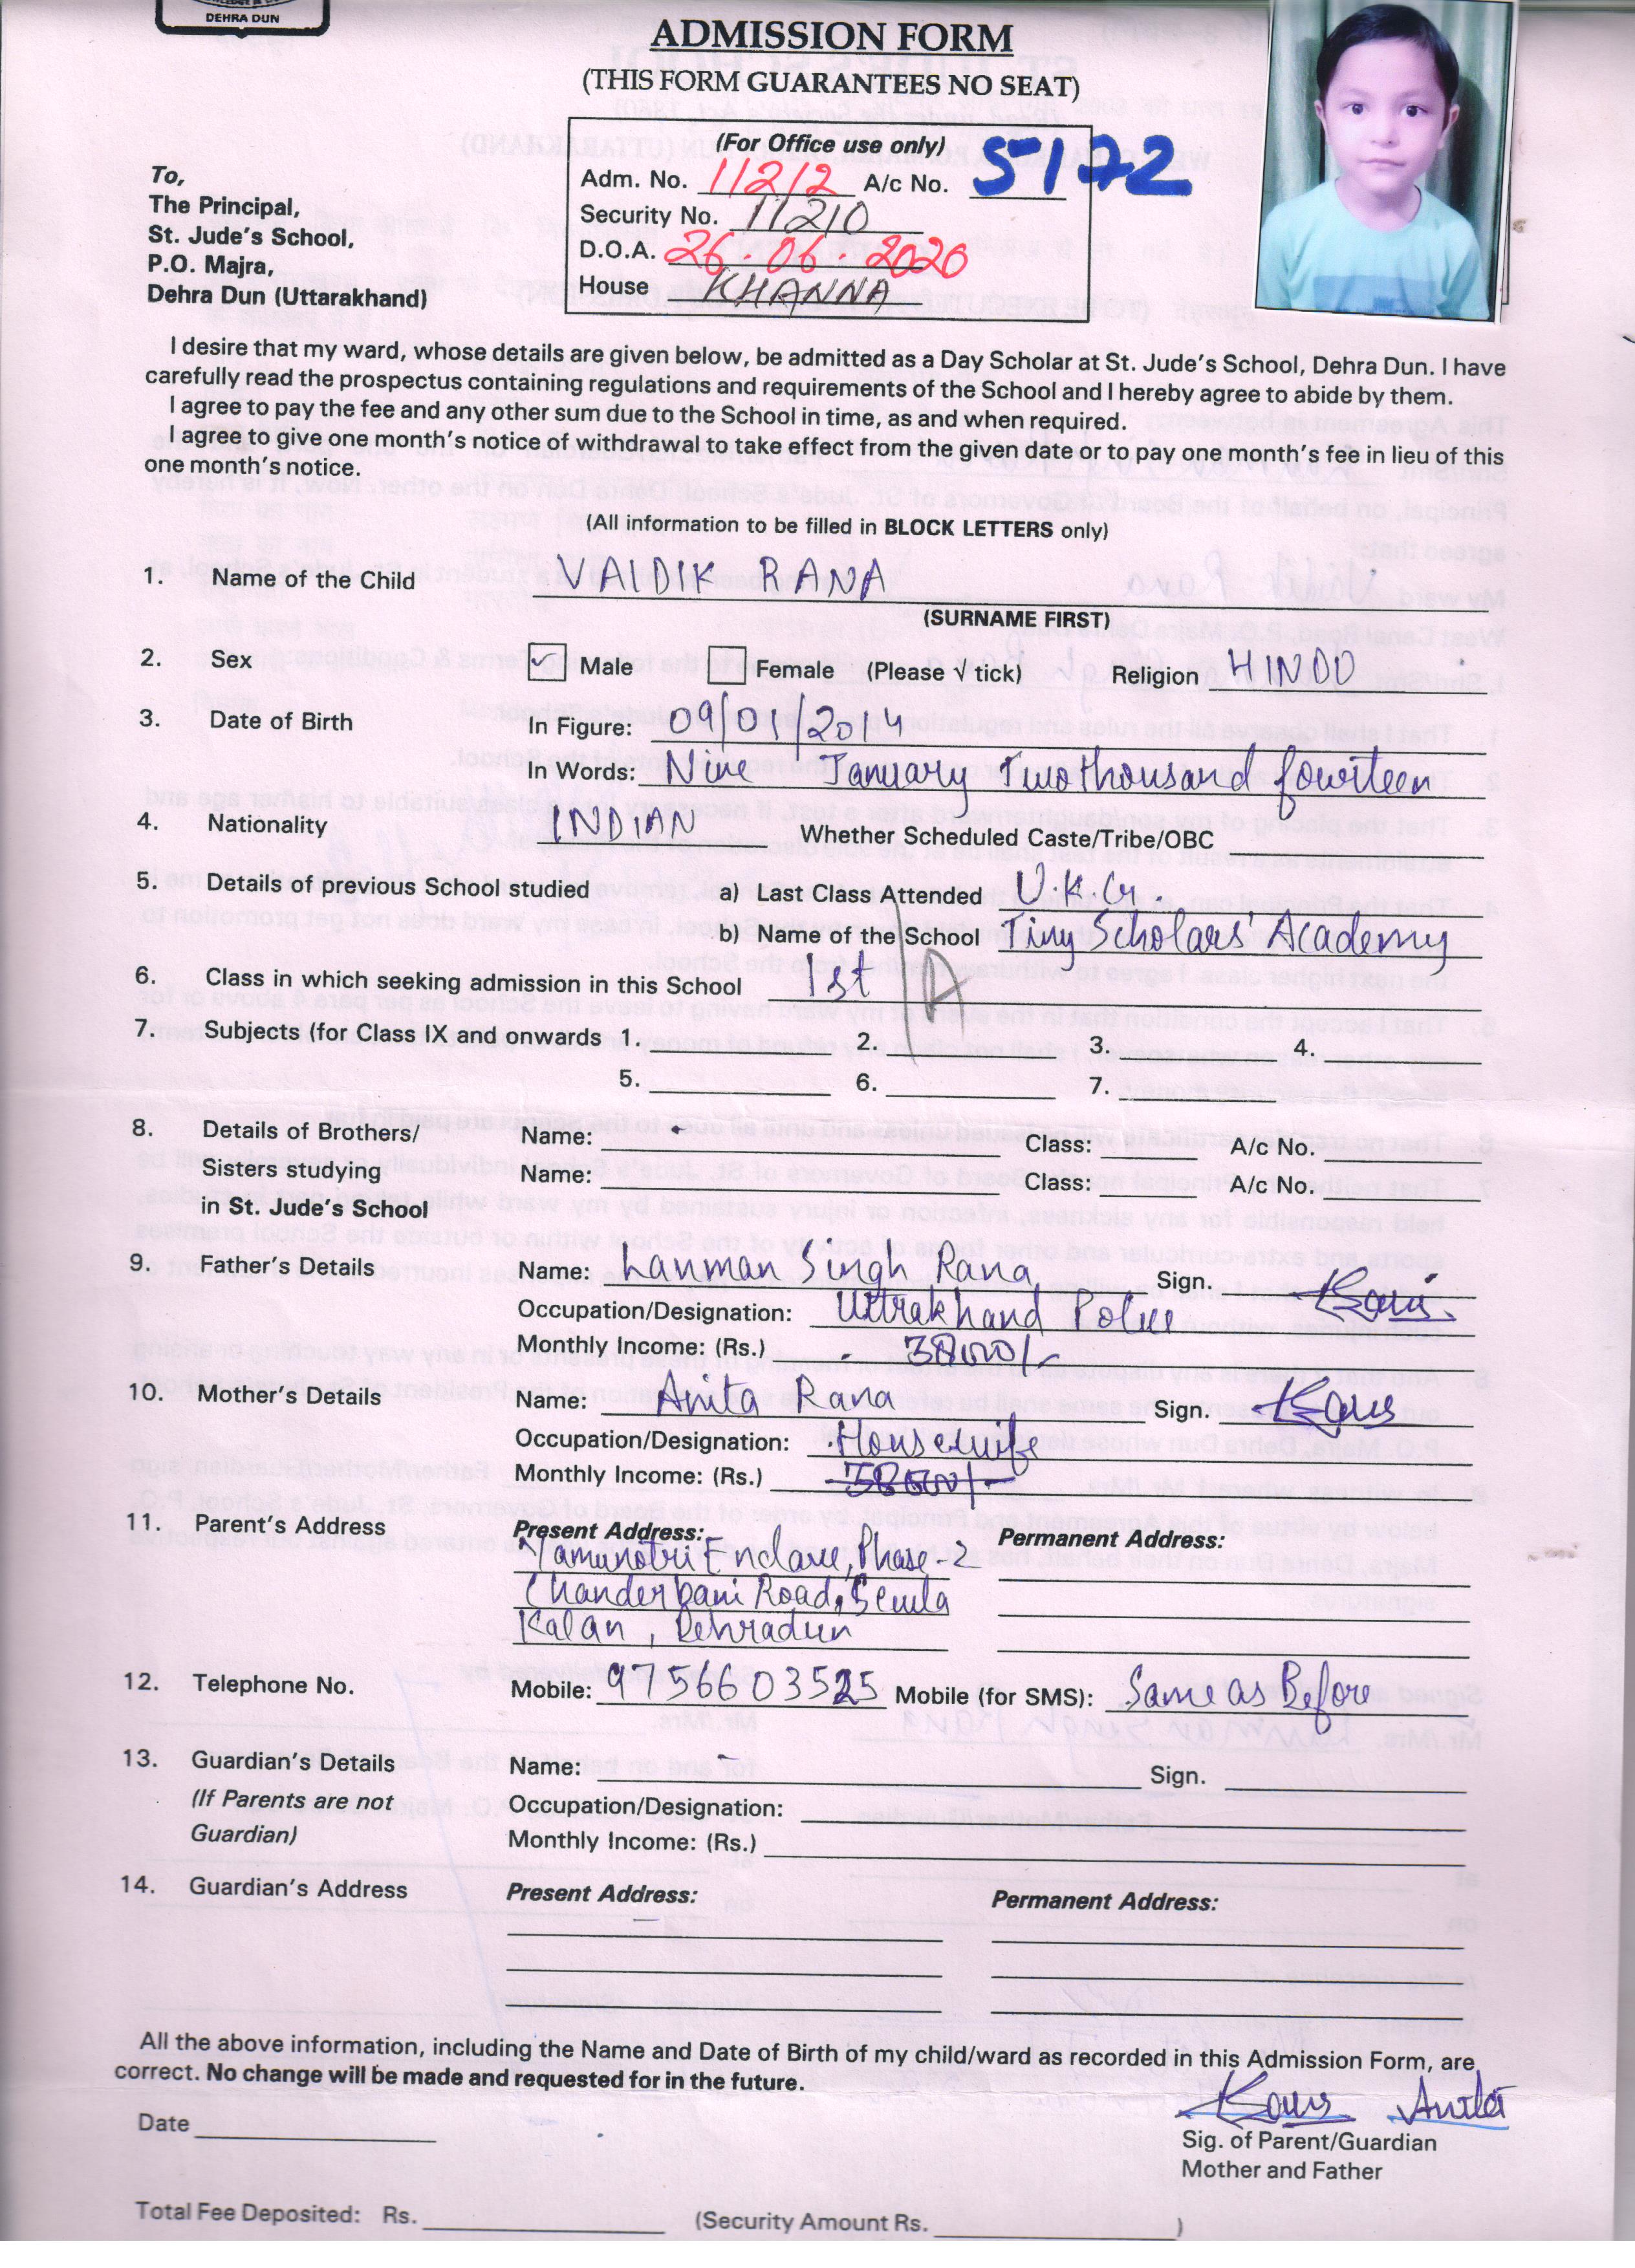 DEHRA DUN
ADMISSION FORM
(THIS FORM GUARANTEES NO SEAT)
(For Office use only)
Adm. No. 11212 A/c No. 5172
Security No. 11210
D.O.A. 26.06.2020
House KHANNA
To,
The Principal,
St. Jude's School,
P.O. Majra,
Dehra Dun (Uttarakhand)
I desire that my ward, whose details are given below, be admitted as a Day Scholar at St. Jude's School, Dehra Dun. I have
carefully read the prospectus containing regulations and requirements of the School and I hereby agree to abide by them.
I agree to pay the fee and any other sum due to the School in time, as and when required.
I agree to give one month's notice of withdrawal to take effect from the given date or to pay one month's fee in lieu of this
one month's notice.
(All information to be filled in BLOCK LETTERS only)
1. Name of the Child VAIDIK RANA
(SURNAME FIRST)
2. Sex ✓ Male Female (Please √ tick) Religion HINDU
3. Date of Birth In Figure: 09/01/2014
In Words: Nine January Twothousand fourteen
4. Nationality INDIAN Whether Scheduled Caste/Tribe/OBC
5. Details of previous School studied a) Last Class Attended U.K.G.
b) Name of the School Tiny Scholars' Academy
6. Class in which seeking admission in this School 1st A
7. Subjects (for Class IX and onwards 1. 2. 3. 4.
5. 6. 7.
8. Details of Brothers/ Name: Class: A/c No.
Sisters studying Name: Class: A/c No.
in St. Jude's School
9. Father's Details Name: Lanman Singh Rana Sign.
Occupation/Designation: Uttrakhand Police
Monthly Income: (Rs.) 38000/-
10. Mother's Details Name: Anita Rana Sign.
Occupation/Designation: Housewife
Monthly Income: (Rs.)
11. Parent's Address Present Address:- Permanent Address:
Yamunotri Enclave, Phase-2
Chanderbani Road, Sewla
Kalan, Dehradun
12. Telephone No. Mobile: 9756603525 Mobile (for SMS): Same as Before
13. Guardian's Details Name: Sign.
(If Parents are not Occupation/Designation:
Guardian) Monthly Income: (Rs.)
14. Guardian's Address Present Address: Permanent Address:
All the above information, including the Name and Date of Birth of my child/ward as recorded in this Admission Form, are
correct. No change will be made and requested for in the future.
Anita
Date
Sig. of Parent/Guardian
Mother and Father
Total Fee Deposited: Rs. (Security Amount Rs. )